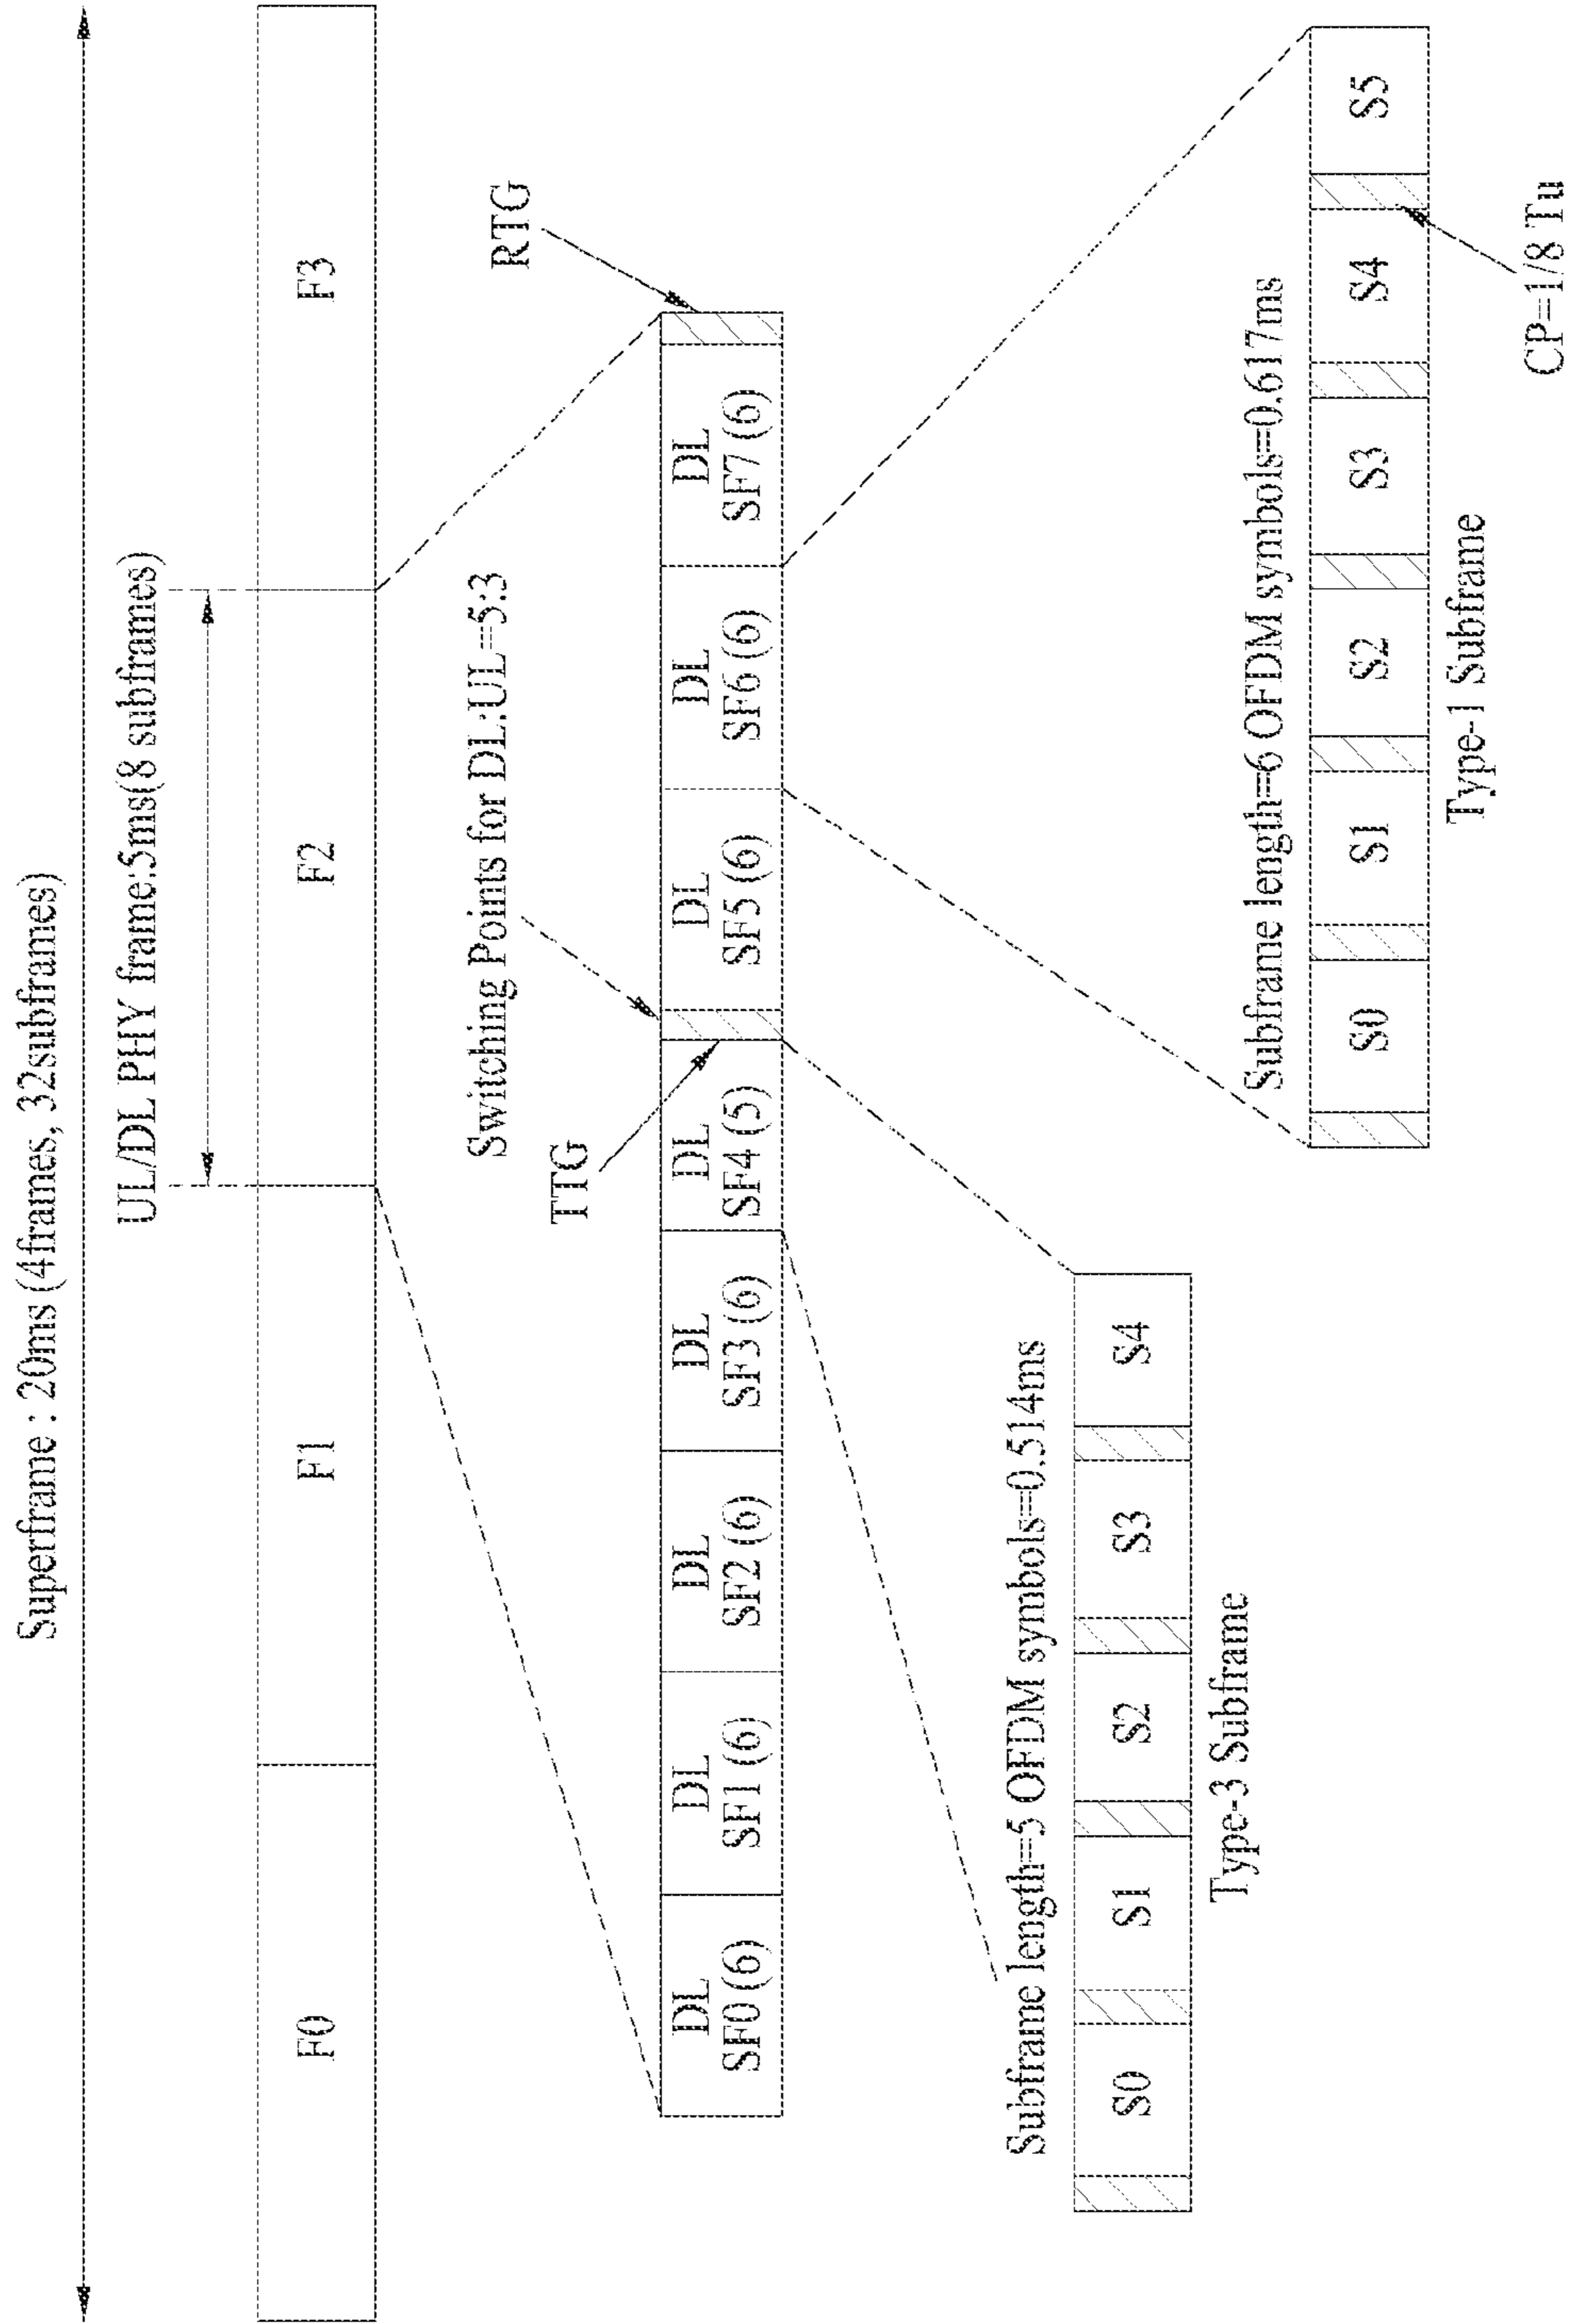 Superframe : 20ms (4frames, 32subframes)
UL/DL PHY frame:5ms(8 subframes)
F0
F1
F2
F3
Switching Points for DL:UL=5:3
RTG
TTG
DL
SF0 (6)
DL
SF1 (6)
DL
SF2 (6)
DL
SF3 (6)
DL
SF4 (5)
DL
SF5 (6)
DL
SF6 (6)
DL
SF7 (6)
Subframe length=5 OFDM symbols=0.514ms
S0
S1
S2
S3
S4
Type-3 Subframe
Subframe length=6 OFDM symbols=0.617ms
S0
S1
S2
S3
S4
S5
Type-1 Subframe
CP=1/8 Tu